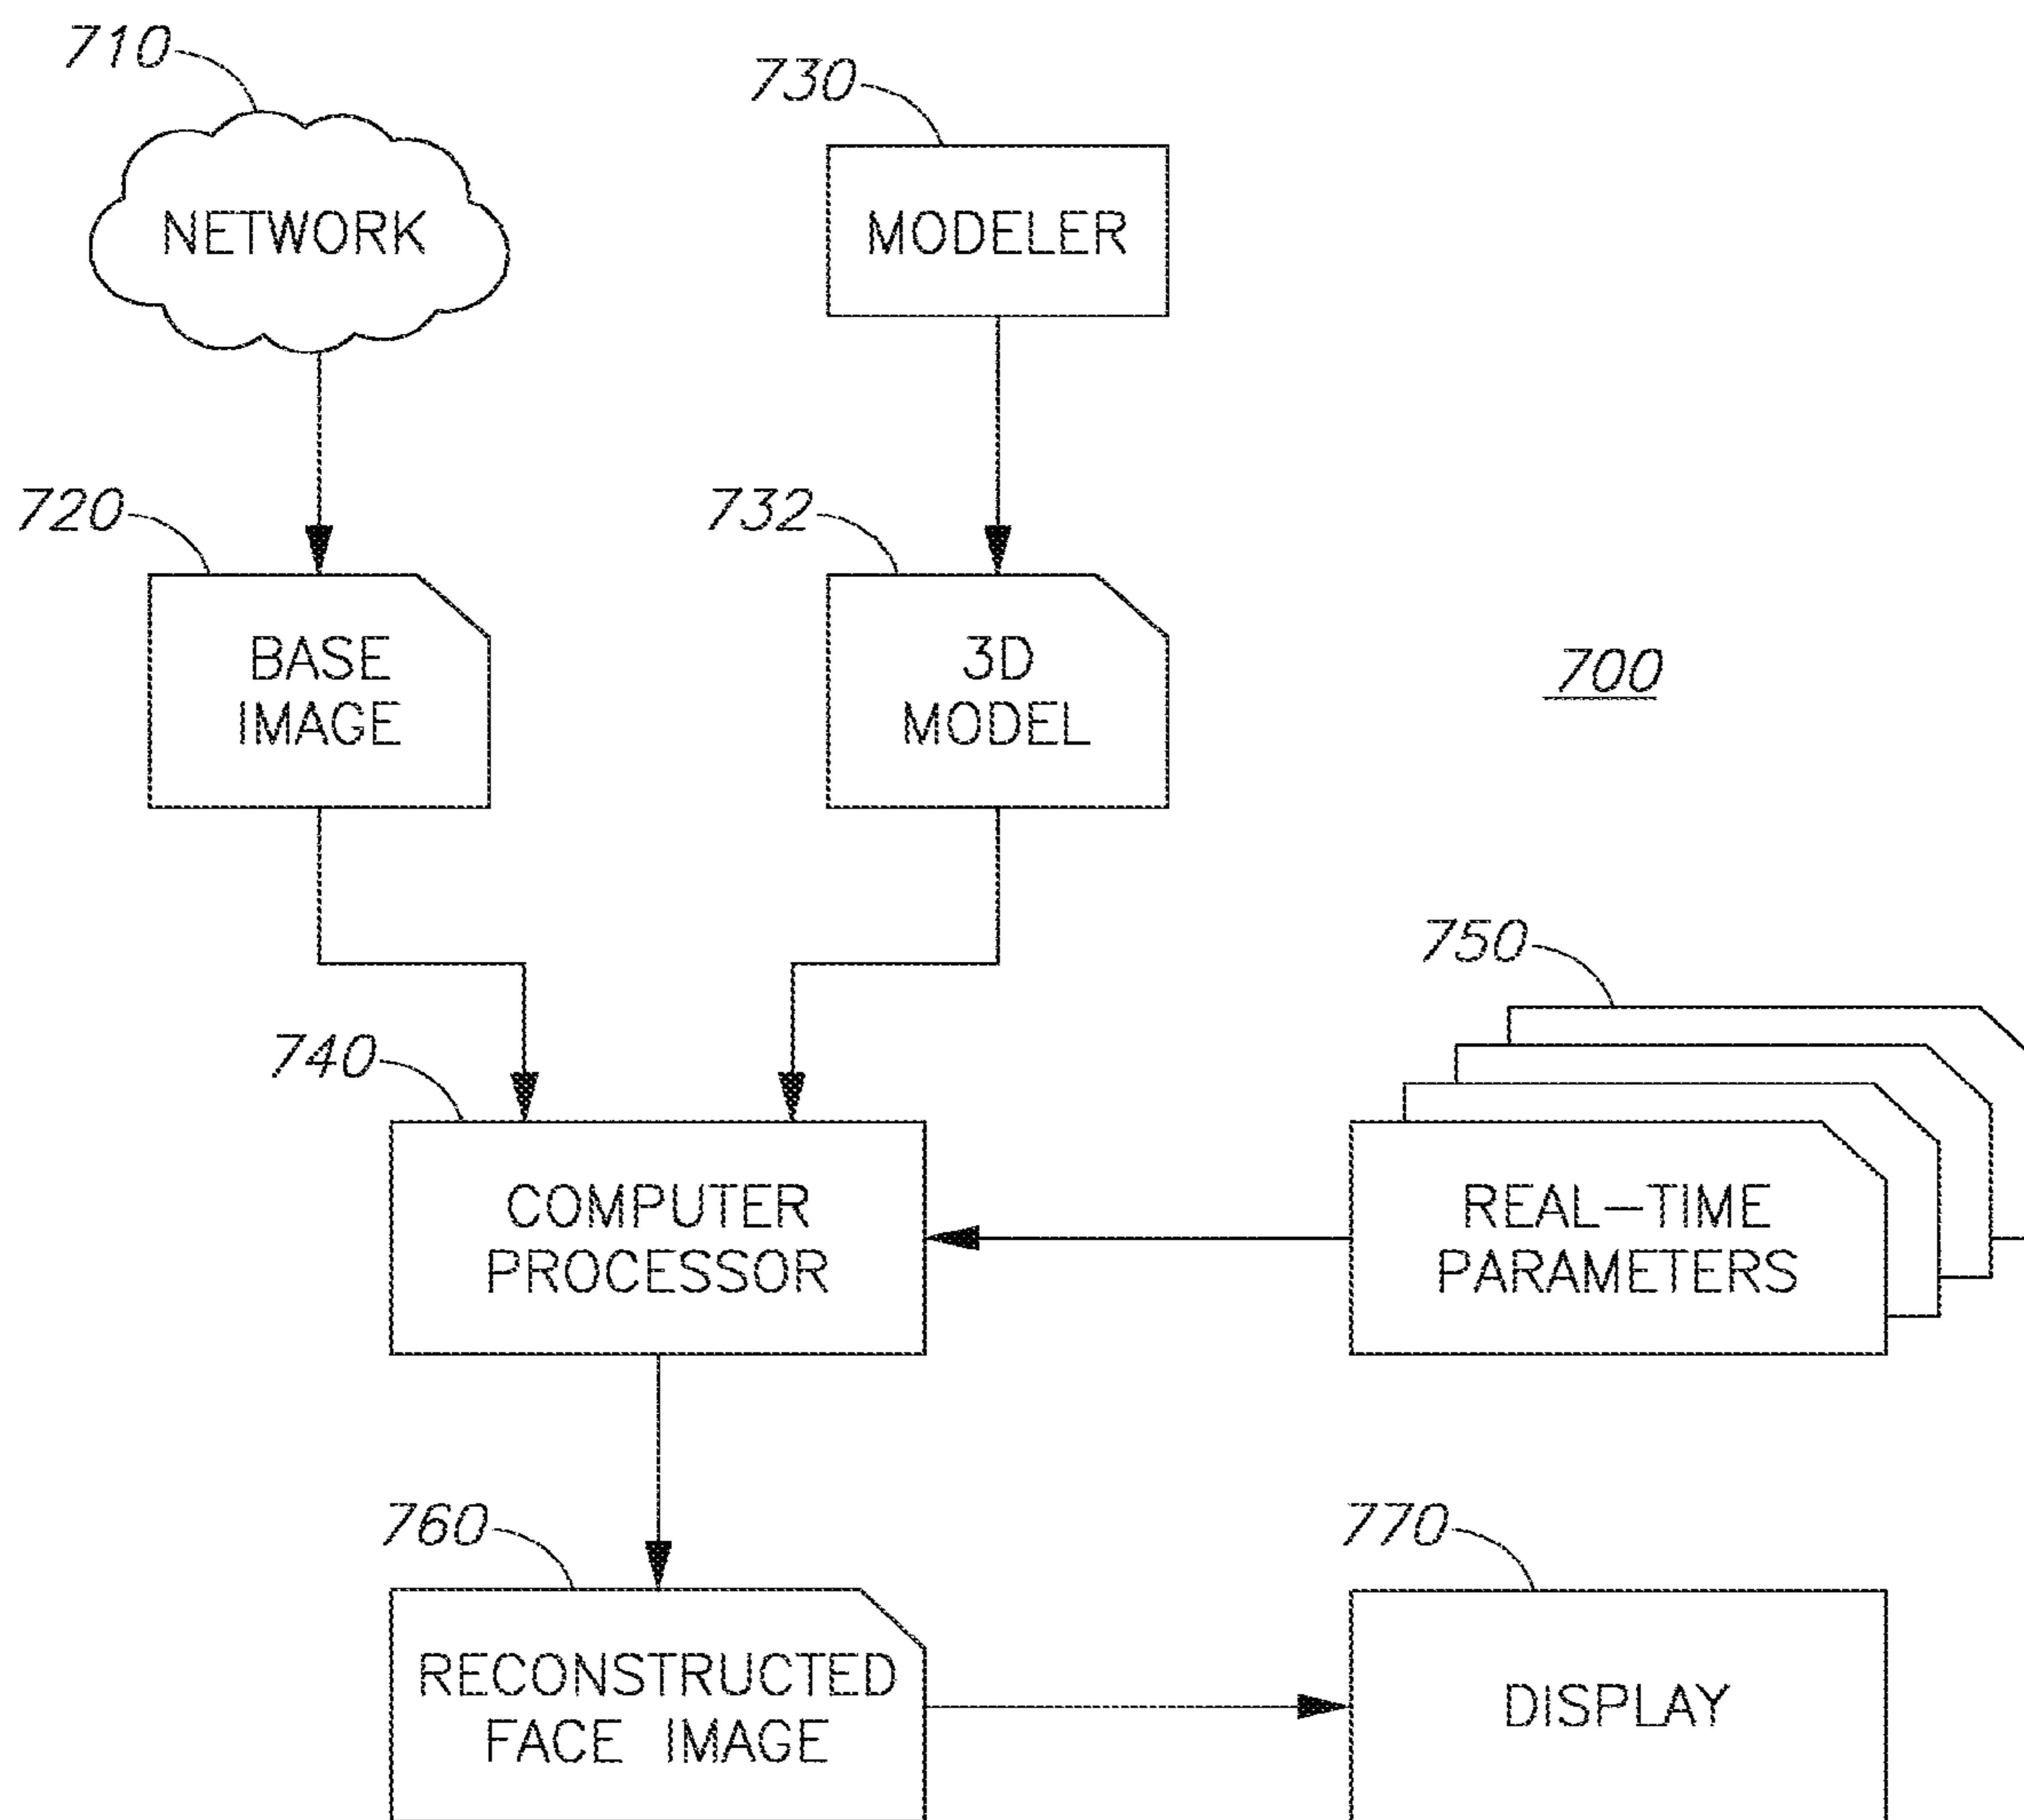 710
730
NETWORK
MODELER
720
732
BASE
IMAGE
3D
MODEL
700
750
740
COMPUTER
PROCESSOR
REAL-TIME
PARAMETERS
760
770
RECONSTRUCTED
FACE IMAGE
DISPLAY